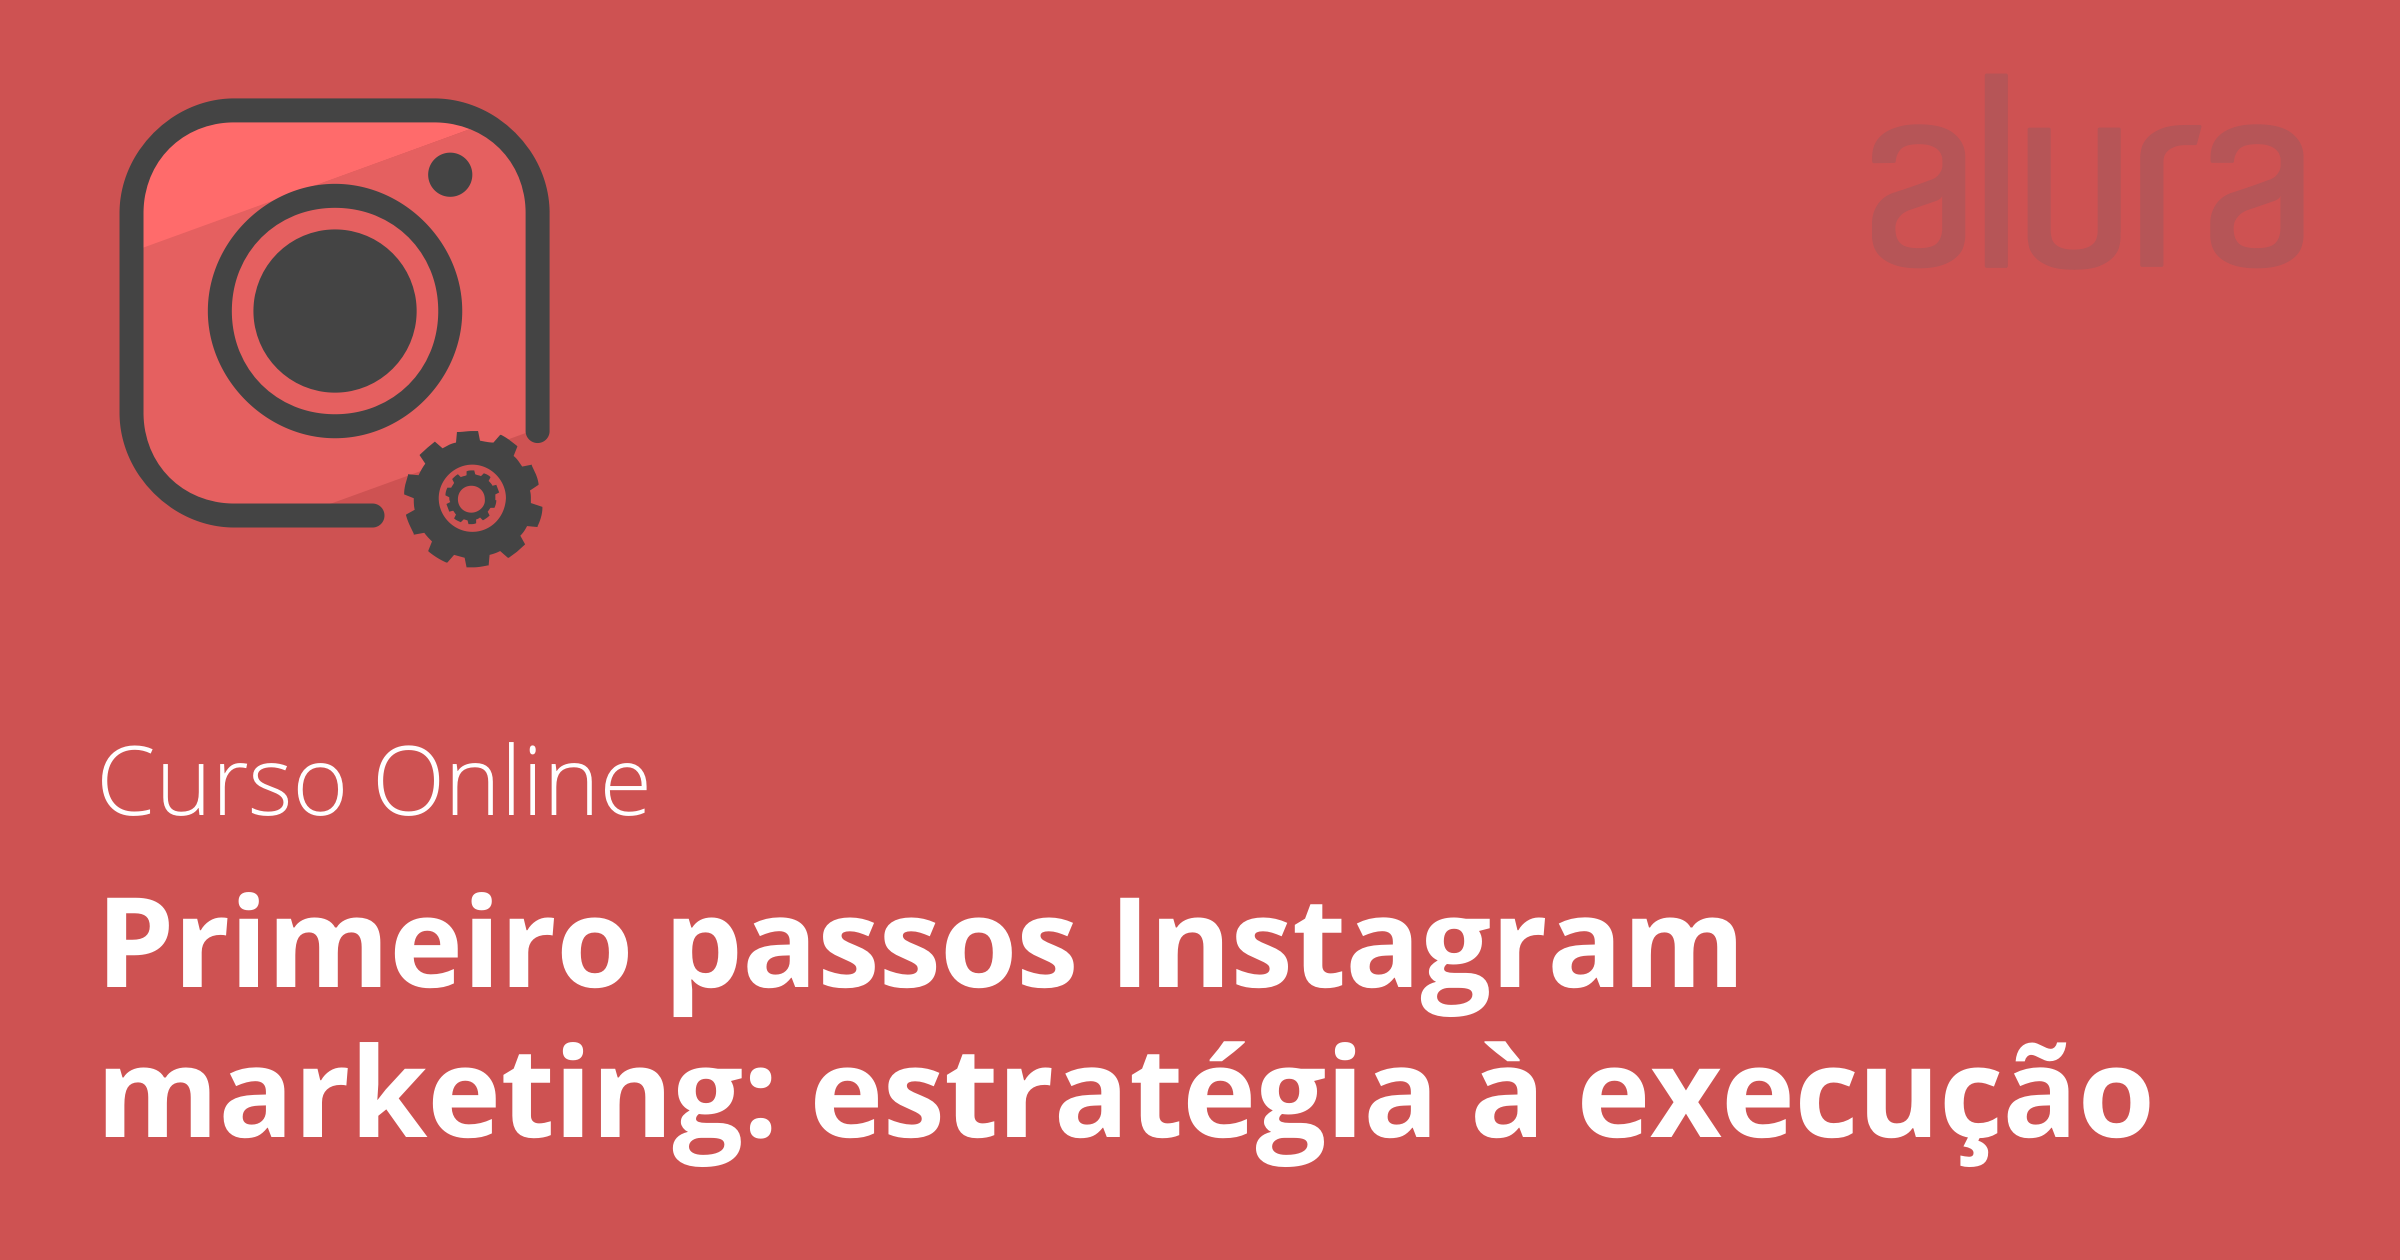 alura
Curso Online
Primeiro passos Instagram
marketing: estratégia à execução